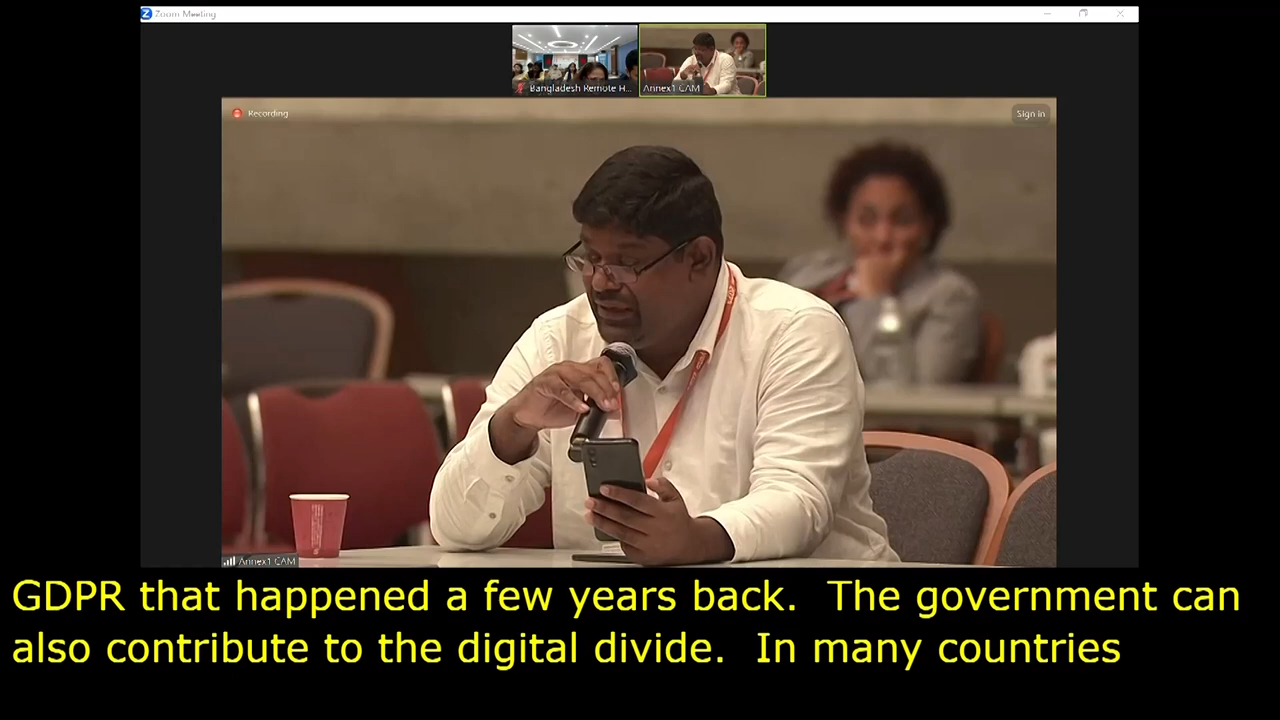 Zoom Meeting
Bangladesh Remote H...
Annex1 CAM
Recording
Sign in
Annex1 CAM
GDPR that happened a few years back.  The government can
also contribute to the digital divide.  In many countries